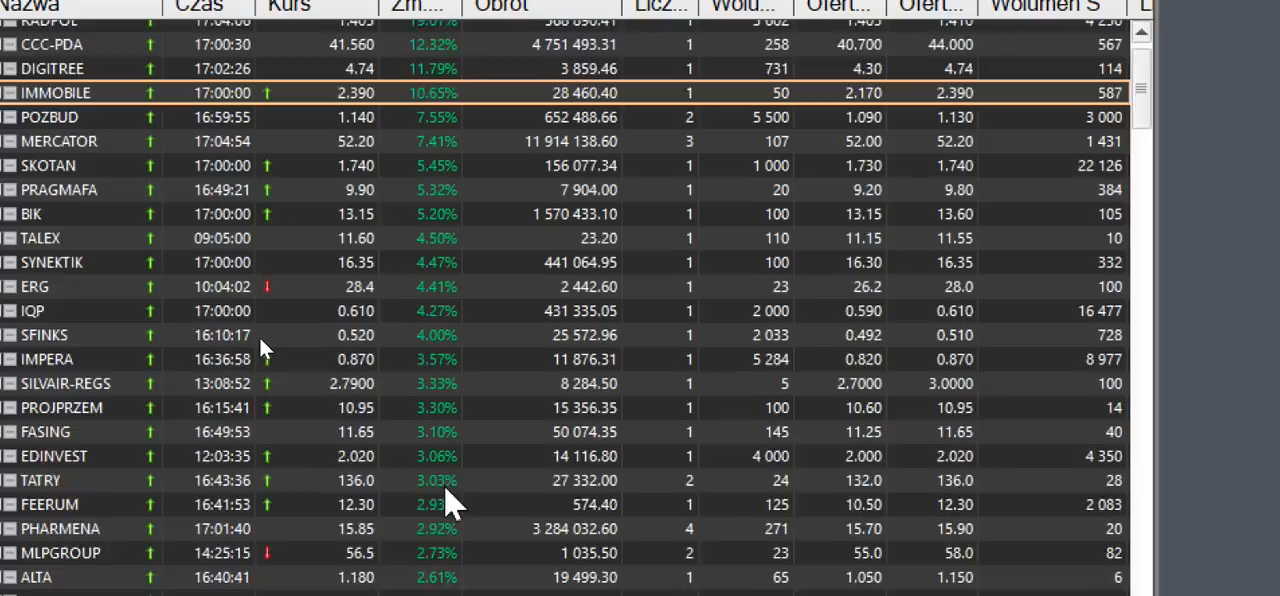 Nazwa Czas Kurs Zm.... Obrót Licz... Wolu... Ofert... Ofert... Wolumen S L
RADPOL 17:04:00 1.405 19.07% 568 890.41 1 5 602 1.405 1.410 4 250
CCC-PDA 17:00:30 41.560 12.32% 4 751 493.31 1 258 40.700 44.000 567
DIGITREE 17:02:26 4.74 11.79% 3 859.46 1 731 4.30 4.74 114
IMMOBILE 17:00:00 2.390 10.65% 28 460.40 1 50 2.170 2.390 587
POZBUD 16:59:55 1.140 7.55% 652 488.66 2 5 500 1.090 1.130 3 000
MERCATOR 17:04:54 52.20 7.41% 11 914 138.60 3 107 52.00 52.20 1 431
SKOTAN 17:00:00 1.740 5.45% 156 077.34 1 1 000 1.730 1.740 22 126
PRAGMAFA 16:49:21 9.90 5.32% 7 904.00 1 20 9.20 9.80 384
BIK 17:00:00 13.15 5.20% 1 570 433.10 1 100 13.15 13.60 105
TALEX 09:05:00 11.60 4.50% 23.20 1 110 11.15 11.55 10
SYNEKTIK 17:00:00 16.35 4.47% 441 064.95 1 100 16.30 16.35 332
ERG 10:04:02 28.4 4.41% 2 442.60 1 23 26.2 28.0 100
IQP 17:00:00 0.610 4.27% 431 335.05 1 2 000 0.590 0.610 16 477
SFINKS 16:10:17 0.520 4.00% 25 572.96 1 2 033 0.492 0.510 728
IMPERA 16:36:58 0.870 3.57% 11 876.31 1 5 284 0.820 0.870 8 977
SILVAIR-REGS 13:08:52 2.7900 3.33% 8 284.50 1 5 2.7000 3.0000 100
PROJPRZEM 16:15:41 10.95 3.30% 15 356.35 1 100 10.60 10.95 14
FASING 16:49:53 11.65 3.10% 50 074.35 1 145 11.25 11.65 40
EDINVEST 12:03:35 2.020 3.06% 14 116.80 1 4 000 2.000 2.020 4 350
TATRY 16:43:36 136.0 3.03% 27 332.00 2 24 132.0 136.0 28
FEERUM 16:41:53 12.30 2.93 574.40 1 125 10.50 12.30 2 083
PHARMENA 17:01:40 15.85 2.92% 3 284 032.60 4 271 15.70 15.90 20
MLPGROUP 14:25:15 56.5 2.73% 1 035.50 2 23 55.0 58.0 82
ALTA 16:40:41 1.180 2.61% 19 499.30 1 65 1.050 1.150 6